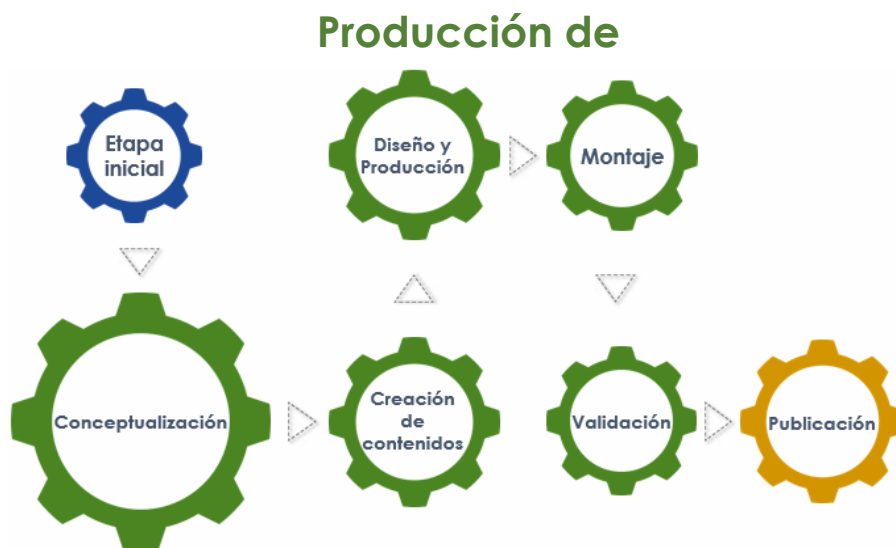 Producción de
Etapa
inicial
Diseño y
Producción
Montaje
Conceptualización
Creación
de
contenidos
Validación
Publicación